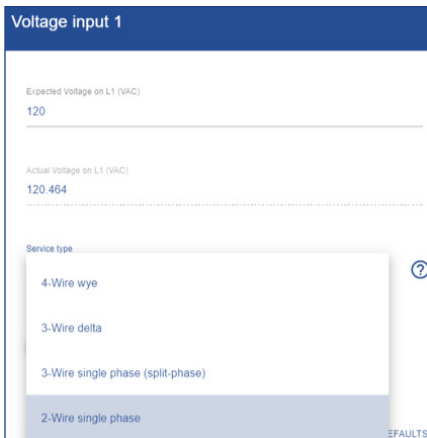 Voltage input 1
Expected Voltage on L1 (VAC)
120
Actual Voltage on L1 (VAC)
120.464
Service type
4-Wire wye
3-Wire delta
3-Wire single phase (split-phase)
2-Wire single phase
EFAULTS